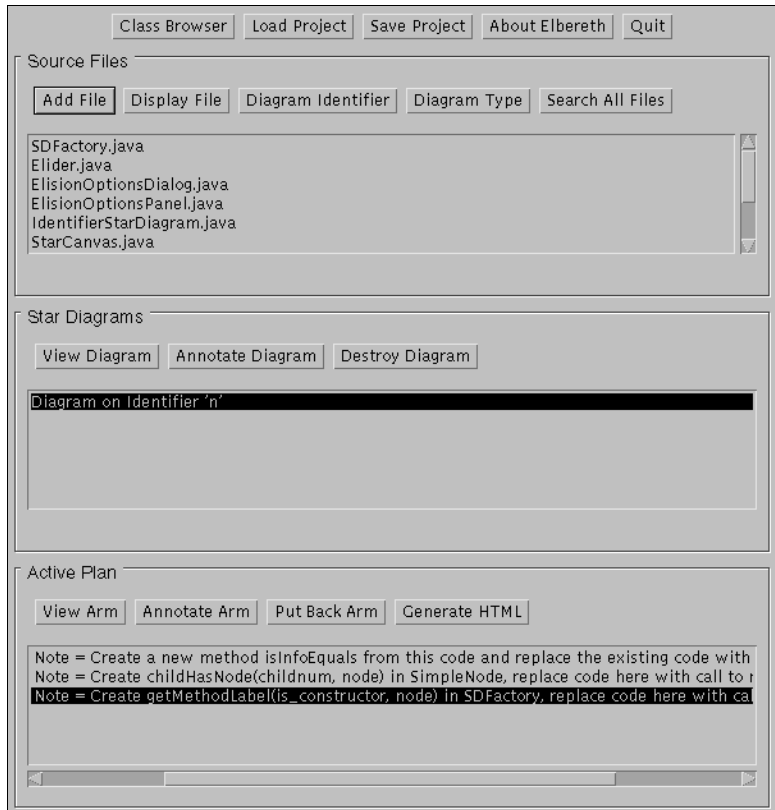 Class Browser Load Project Save Project About Elbereth Quit
Source Files
Add File Display File Diagram Identifier Diagram Type Search All Files
SDFactory.java
Elider.java
ElisionOptionsDialog.java
ElisionOptionsPanel.java
IdentifierStarDiagram.java
StarCanvas.java
Star Diagrams
View Diagram Annotate Diagram Destroy Diagram
Diagram on Identifier 'n'
Active Plan
View Arm Annotate Arm Put Back Arm Generate HTML
Note = Create a new method isInfoEquals from this code and replace the existing code with
Note = Create childHasNode(childnum, node) in SimpleNode, replace code here with call to
Note = Create getMethodLabel(is_constructor, node) in SDFactory, replace code here with